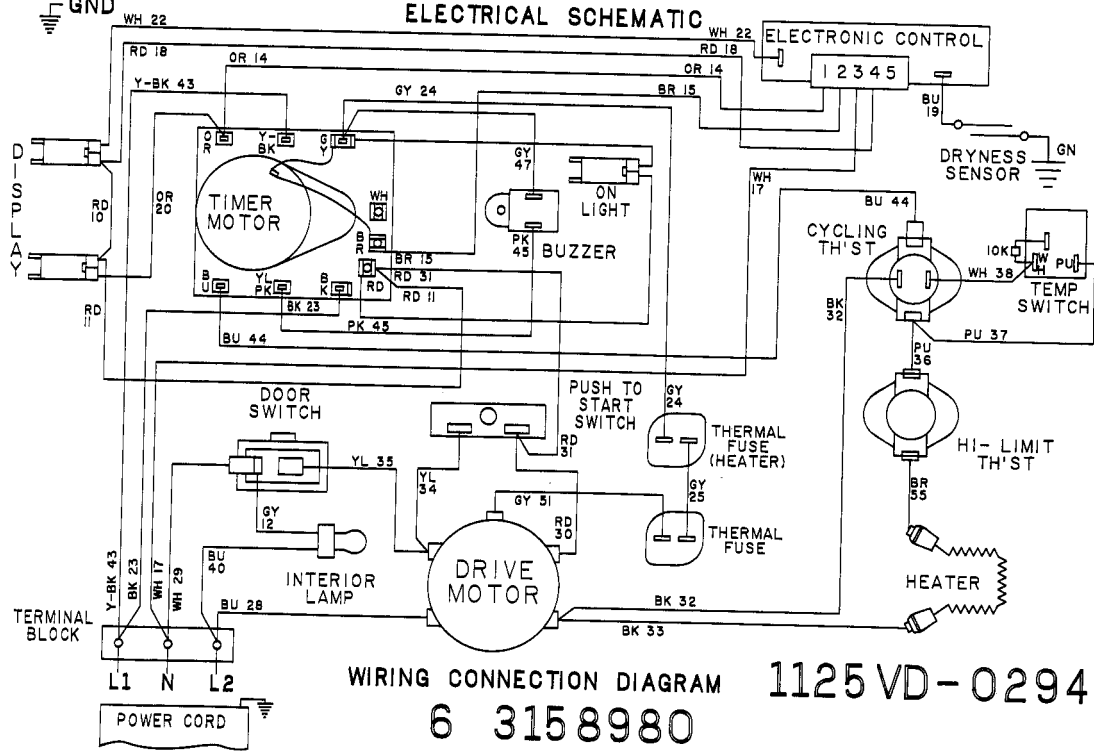 GND
ELECTRICAL SCHEMATIC
WH 22
WH 22
RD 18
RD 18
ELECTRONIC CONTROL
OR 14
OR 14
1 2 3 4 5
Y-BK 43
GY 24
BR 15
BU 19
DISPLAY
OR
Y-BK
GY
GY 47
DRYNESS SENSOR
GN
RD 10
OR 20
TIMER MOTOR
WH
ON LIGHT
WH 17
BU 44
BR
PK 45
BUZZER
CYCLING TH'ST
10K
WH
PU
BR 15
RD 31
RD
RD 11
WH 38
TEMP SWITCH
BU
YL PK
BK
BK 23
RD 11
PK 45
BK 32
BU 44
PU 37
PU 36
DOOR SWITCH
PUSH TO START SWITCH
GY 24
THERMAL FUSE (HEATER)
HI-LIMIT TH'ST
RD 31
YL 35
YL 34
GY 51
GY 25
BR 55
GY 12
RD 30
THERMAL FUSE
BU 40
INTERIOR LAMP
DRIVE MOTOR
HEATER
Y-BK 43
BK 23
WH 17
WH 29
BU 28
BK 32
BK 33
TERMINAL BLOCK
L1 N L2
WIRING CONNECTION DIAGRAM
1125VD-0294
POWER CORD
6 3158980